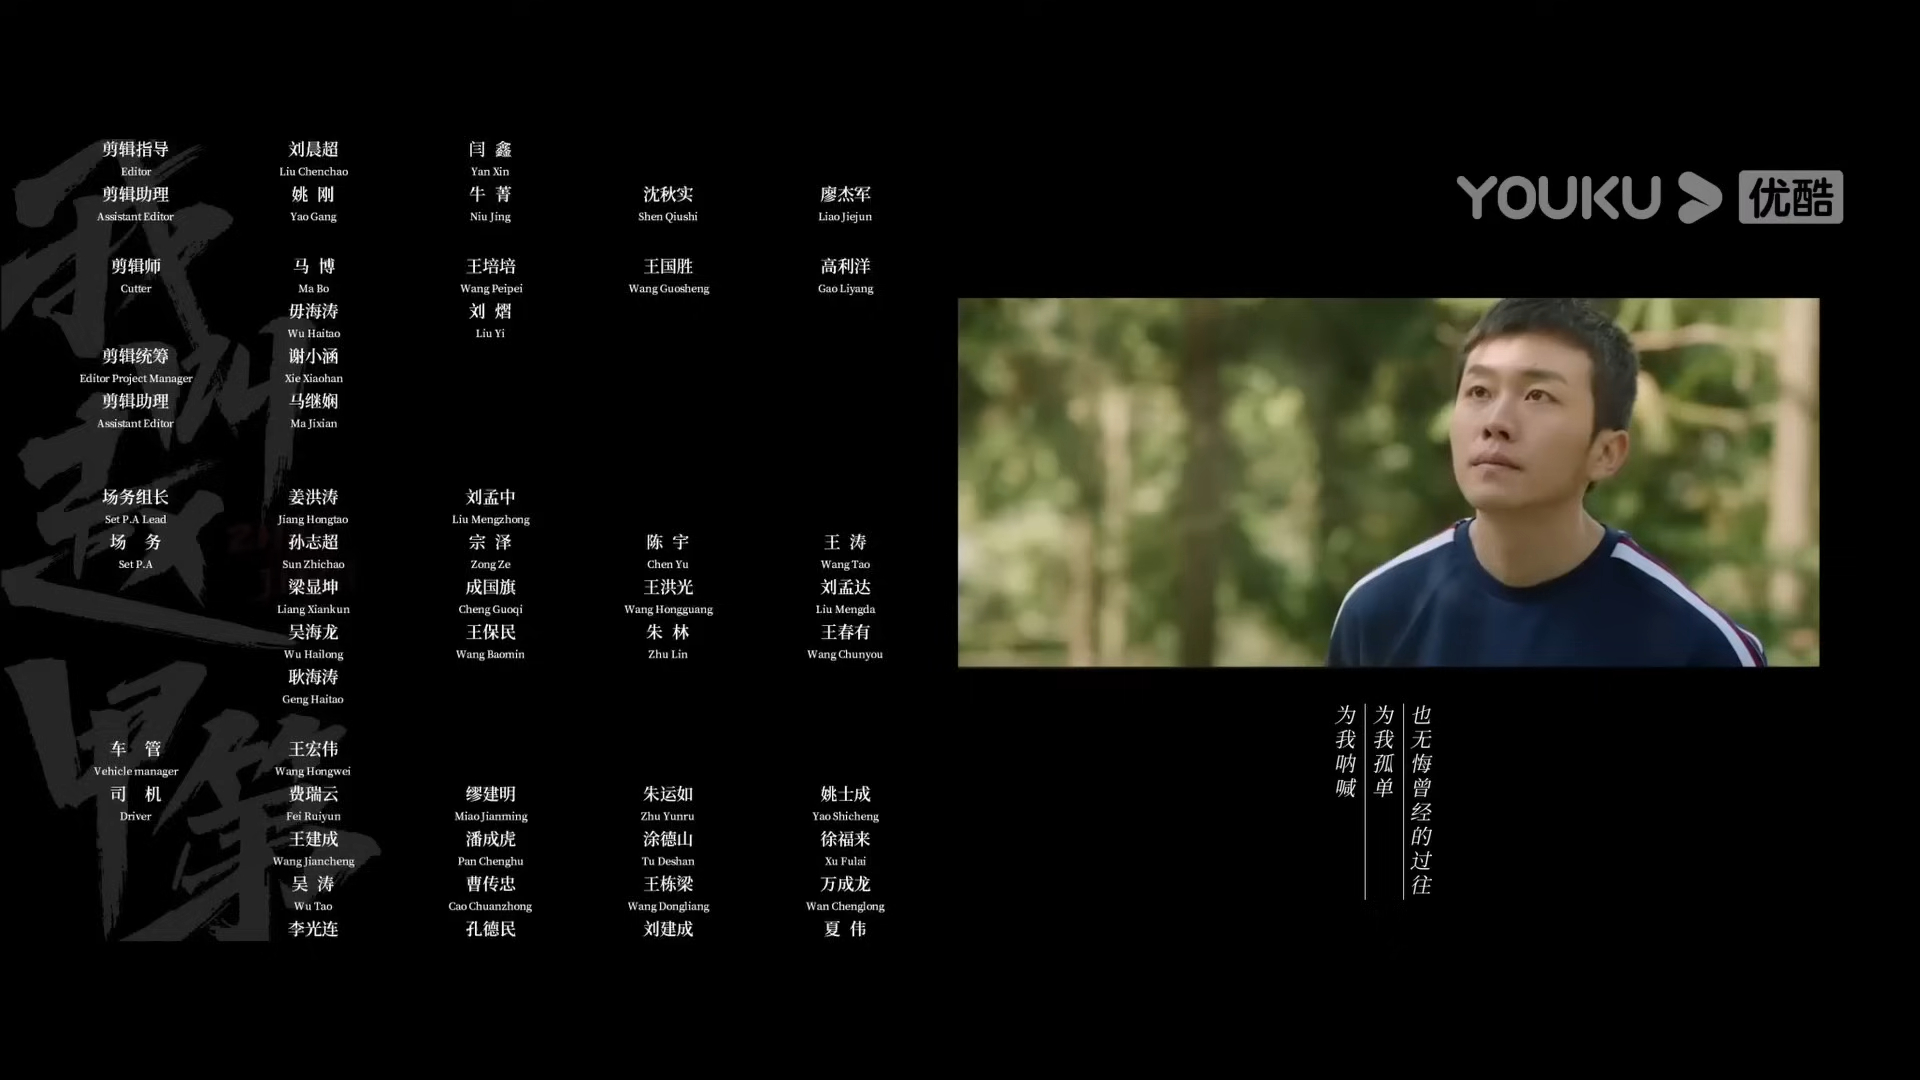 剪辑指导 刘晨超 闫 鑫
Editor Liu Chenchao Yan Xin
剪辑助理 姚 刚 牛 菁 沈秋实 廖杰军
Assistant Editor Yao Gang Niu Jing Shen Qiushi Liao Jiejun
剪辑师 马 博 王培培 王国胜 高利洋
Cutter Ma Bo Wang Peipei Wang Guosheng Gao Liyang
毋海涛 刘 熠
Wu Haitao Liu Yi
剪辑统筹 谢小涵
Editor Project Manager Xie Xiaohan
剪辑助理 马继娴
Assistant Editor Ma Jixian
场务组长 姜洪涛 刘孟中
Set P.A Lead Jiang Hongtao Liu Mengzhong
场 务 孙志超 宗 泽 陈 宇 王 涛
Set P.A Sun Zhichao Zong Ze Chen Yu Wang Tao
梁显坤 成国旗 王洪光 刘孟达
Liang Xiankun Cheng Guoqi Wang Hongguang Liu Mengda
吴海龙 王保民 朱 林 王春有
Wu Hailong Wang Baomin Zhu Lin Wang Chunyou
耿海涛
Geng Haitao
车 管 王宏伟
Vehicle manager Wang Hongwei
司 机 费瑞云 缪建明 朱运如 姚士成
Driver Fei Ruiyun Miao Jianming Zhu Yunru Yao Shicheng
王建成 潘成虎 涂德山 徐福来
Wang Jiancheng Pan Chenghu Tu Deshan Xu Fulai
吴 涛 曹传忠 王栋梁 万成龙
Wu Tao Cao Chuanzhong Wang Dongliang Wan Chenglong
李光连 孔德民 刘建成 夏 伟
我叫赵甲第
YOUKU 优酷
也无悔曾经的过往
为我孤单
为我呐喊